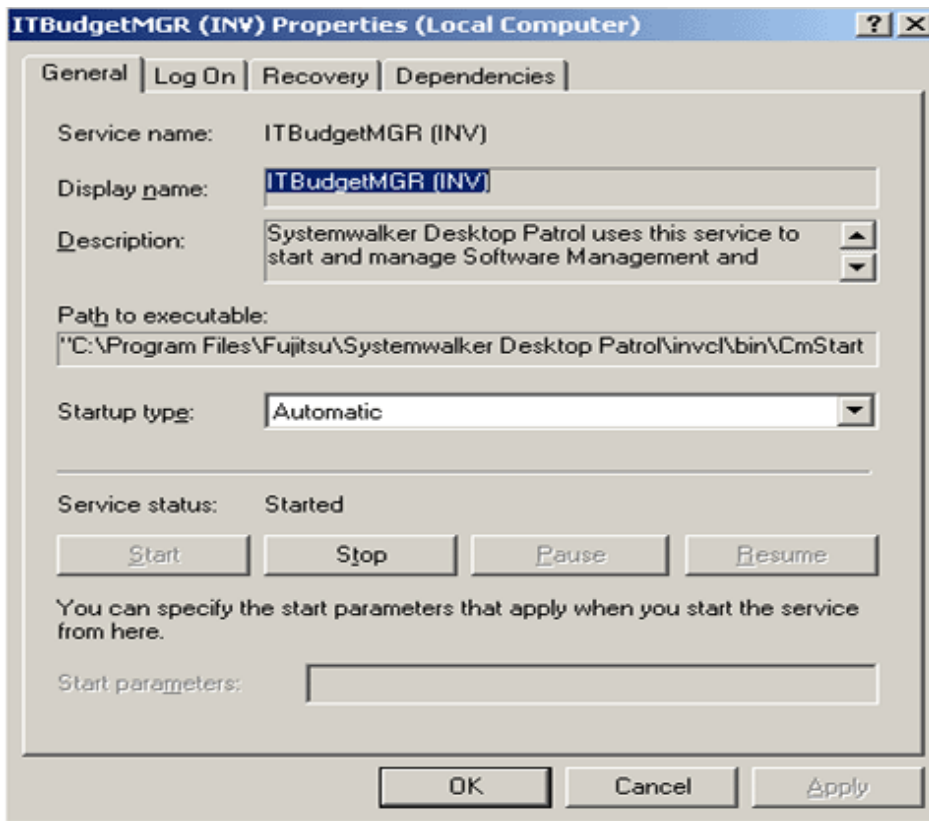 ITBudgetMGR (INV) Properties (Local Computer)
General Log On Recovery Dependencies
Service name: ITBudgetMGR (INV)
Display name: ITBudgetMGR (INV)
Description: Systemwalker Desktop Patrol uses this service to
start and manage Software Management and
Path to executable:
"C:\Program Files\Fujitsu\Systemwalker Desktop Patrol\invcl\bin\CmStart
Startup type: Automatic
Service status: Started
Start Stop Pause Resume
You can specify the start parameters that apply when you start the service
from here.
Start parameters:
OK Cancel Apply